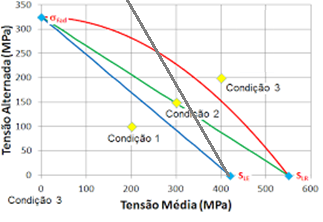 350
300
250
200
150
100
50
0
Tensão Alternada (MPa)
σFad
Condição 3
Condição 2
Condição 1
SLE
SLR
0 100 200 300 400 500 600
Tensão Média (MPa)
Condição 3